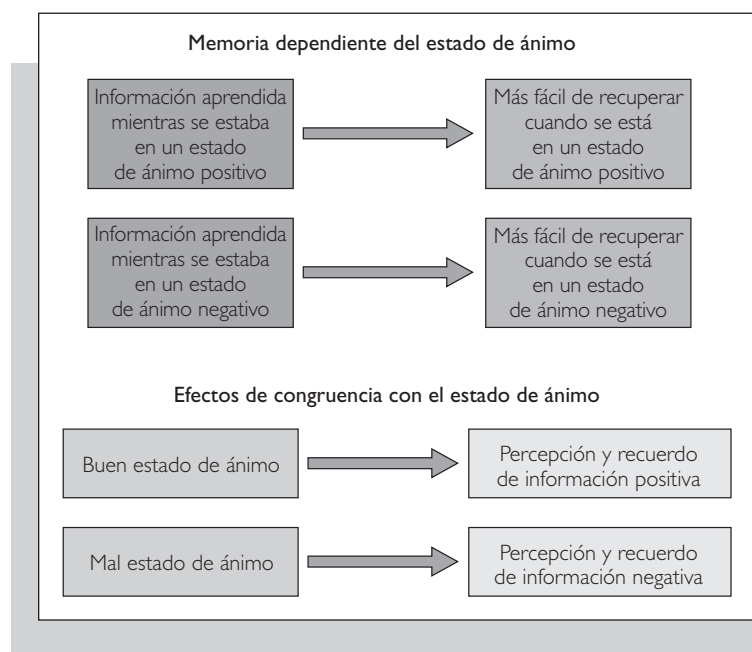 Memoria dependiente del estado de ánimo
Información aprendida
mientras se estaba
en un estado
de ánimo positivo
Más fácil de recuperar
cuando se está
en un estado
de ánimo positivo
Información aprendida
mientras se estaba
en un estado
de ánimo negativo
Más fácil de recuperar
cuando se está
en un estado
de ánimo negativo
Efectos de congruencia con el estado de ánimo
Buen estado de ánimo
Percepción y recuerdo
de información positiva
Mal estado de ánimo
Percepción y recuerdo
de información negativa